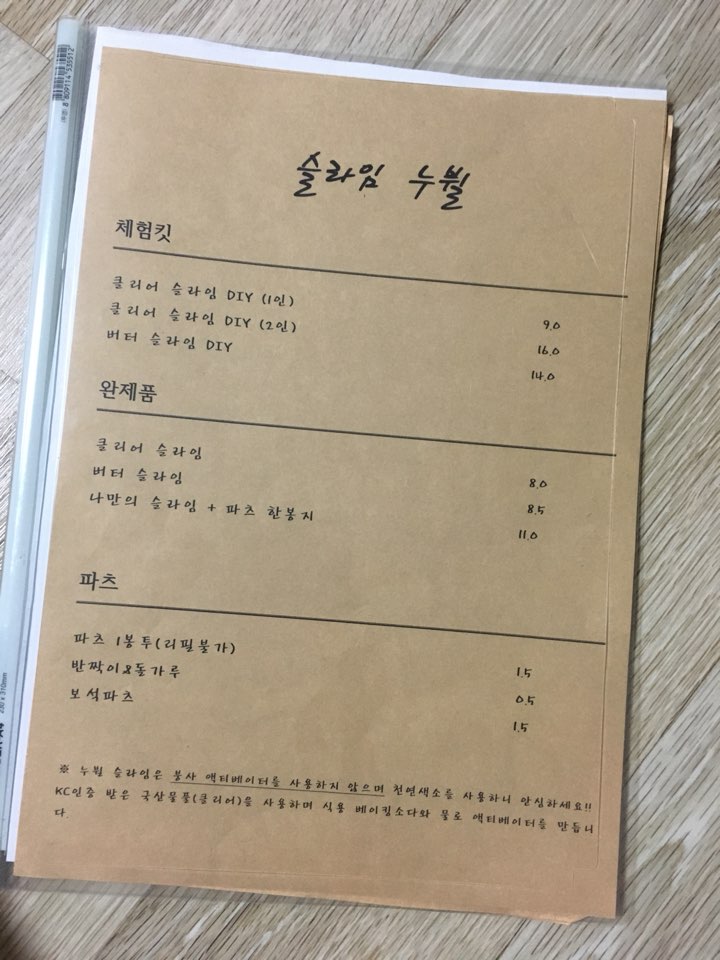 슬라임 누뷀
체험킷
클리어 슬라임 DIY (1인) 9.0
클리어 슬라임 DIY (2인) 16.0
버터 슬라임 DIY 14.0
완제품
클리어 슬라임 8.0
버터 슬라임 8.5
나만의 슬라임 + 파츠 한봉지 11.0
파츠
파츠 1봉투(리필불가) 1.5
반짝이&돌가루 0.5
보석파츠 1.5
※ 누뷀 슬라임은 붕사 액티베이터를 사용하지 않으며 천연색소를 사용하니 안심하세요!!
KC인증 받은 국산물풀(클리어)을 사용하며 식용 베이킹소다와 물로 액티베이터를 만듭니
다.